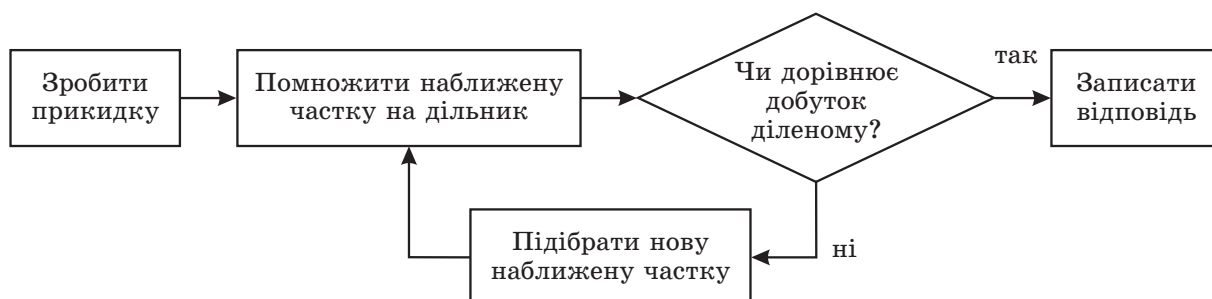 Зробити
прикидку
Помножити наближену
частку на дільник
Чи дорівнює
добуток
діленому?
так
Записати
відповідь
ні
Підібрати нову
наближену частку